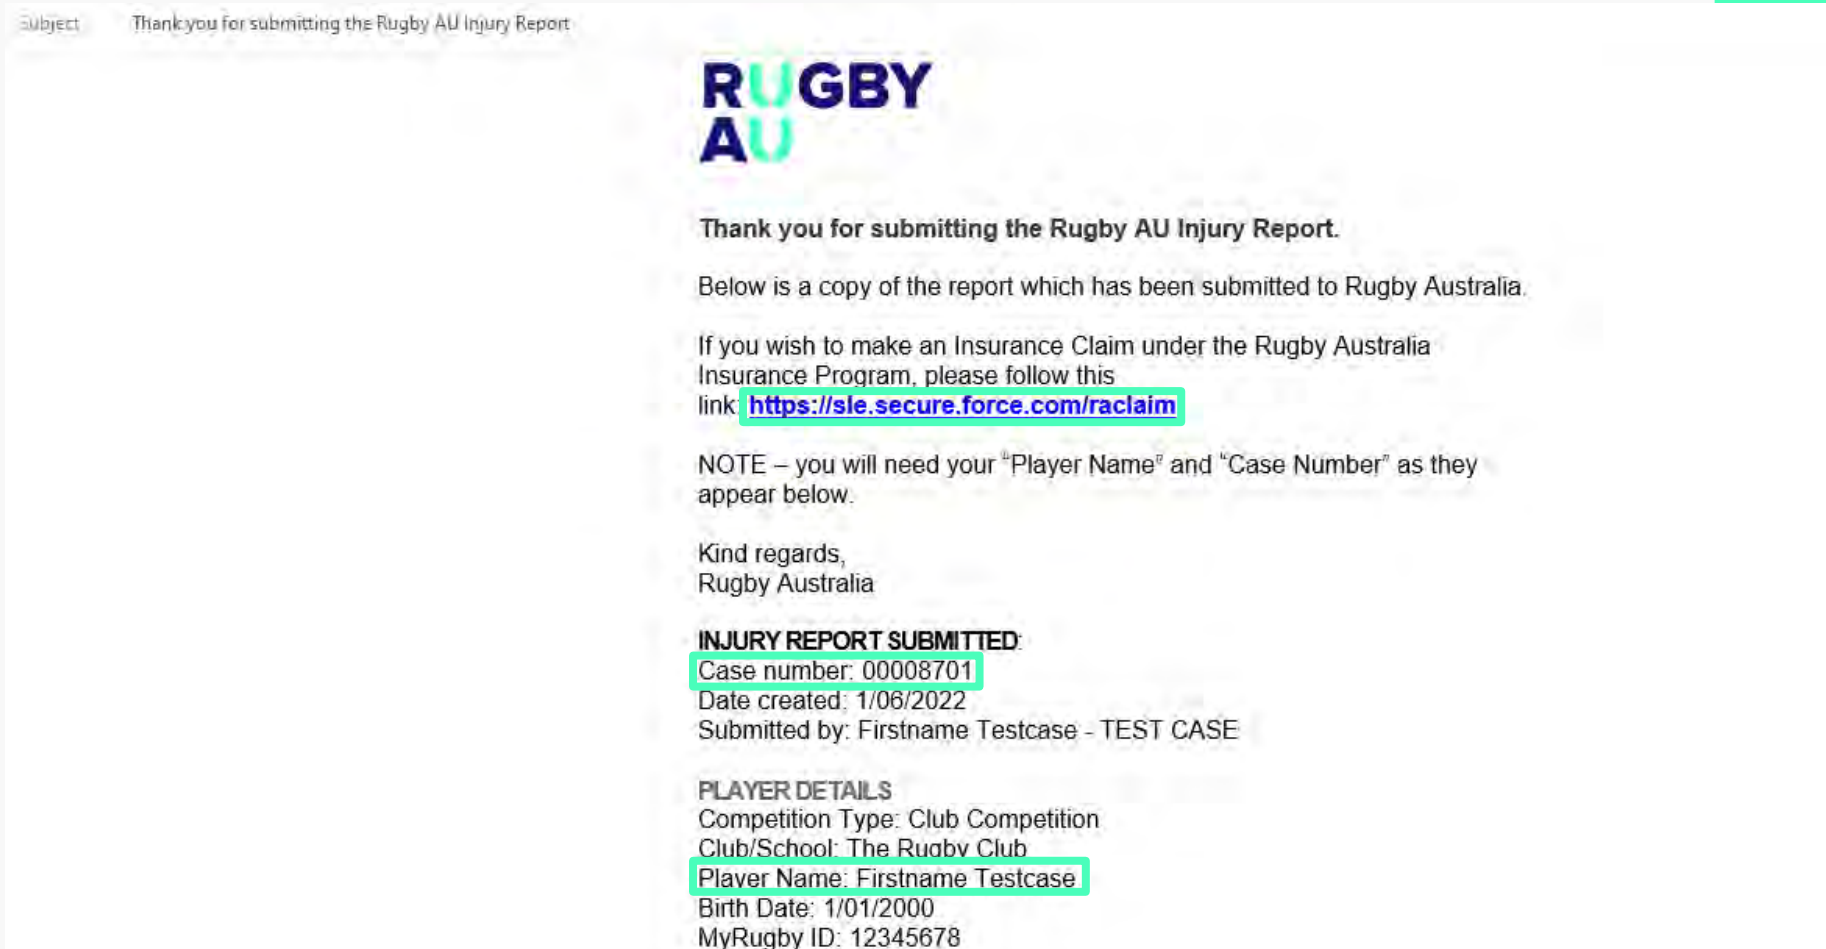 Subject Thank you for submitting the Rugby AU Injury Report
RUGBY
AU
Thank you for submitting the Rugby AU Injury Report.
Below is a copy of the report which has been submitted to Rugby Australia.
If you wish to make an Insurance Claim under the Rugby Australia
Insurance Program, please follow this
link: https://sle.secure.force.com/raclaim
NOTE – you will need your “Player Name” and “Case Number” as they
appear below.
Kind regards,
Rugby Australia
INJURY REPORT SUBMITTED:
Case number: 00008701
Date created: 1/06/2022
Submitted by: Firstname Testcase - TEST CASE
PLAYER DETAILS
Competition Type: Club Competition
Club/School: The Rugby Club
Player Name: Firstname Testcase
Birth Date: 1/01/2000
MyRugby ID: 12345678